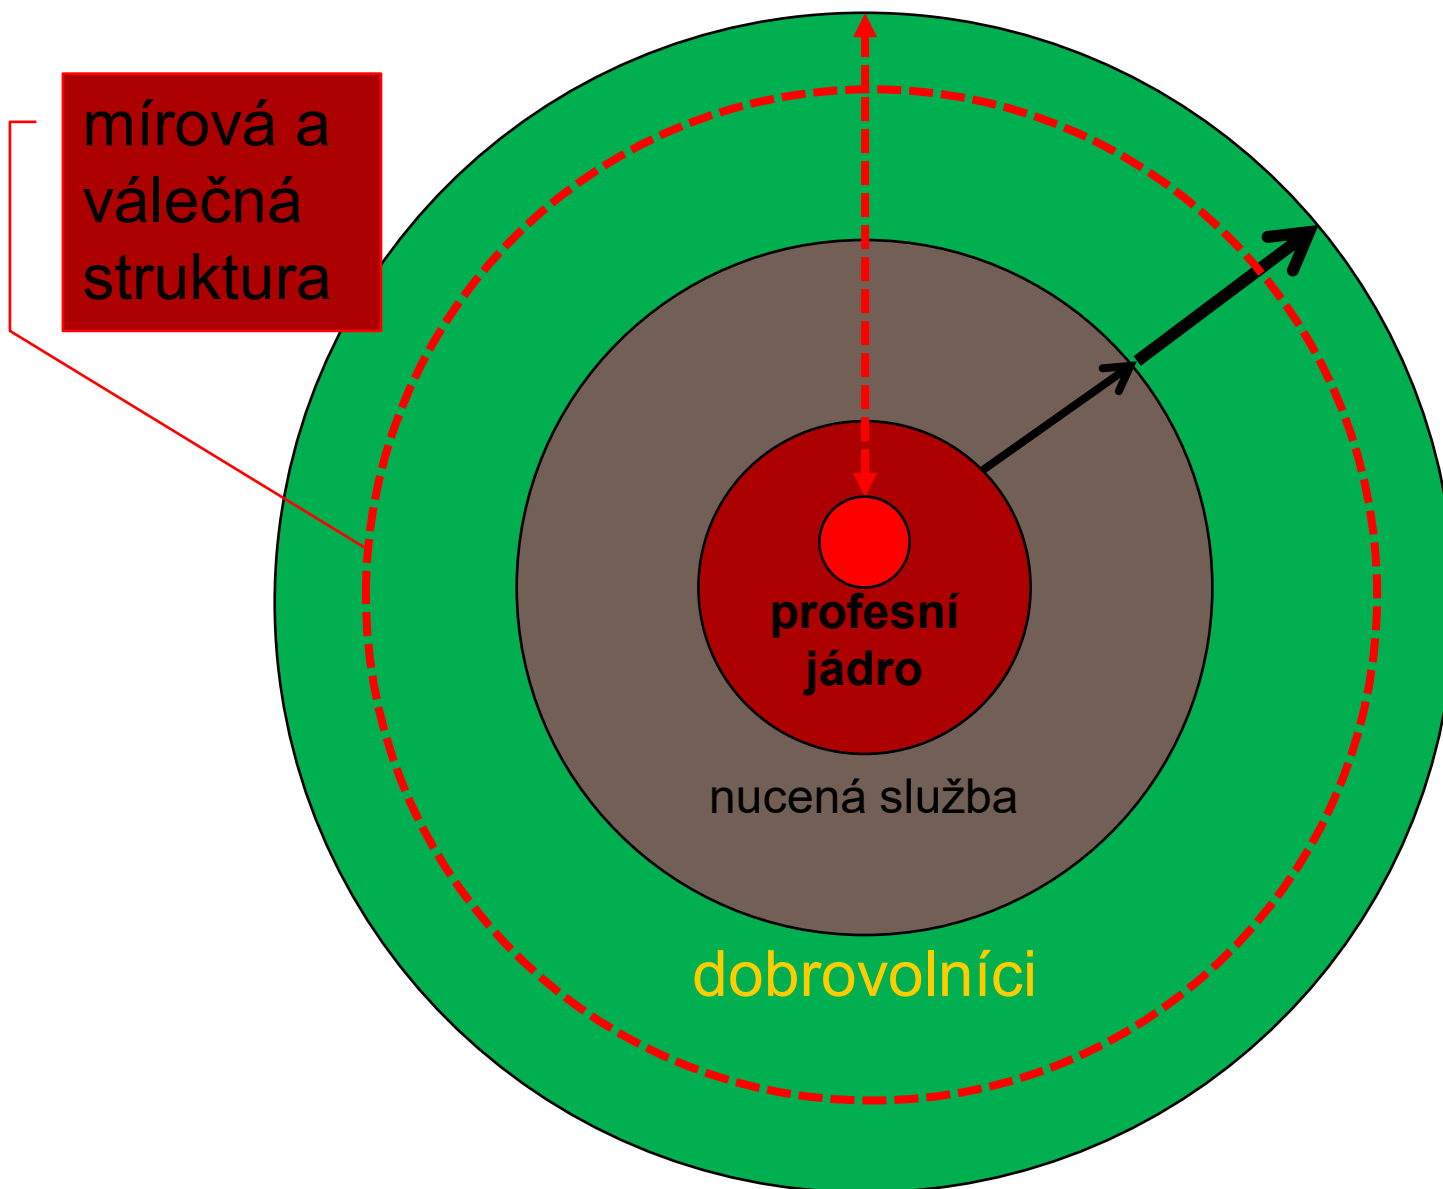 mírová a
válečná
struktura
profesní
jádro
nucená služba
dobrovolníci